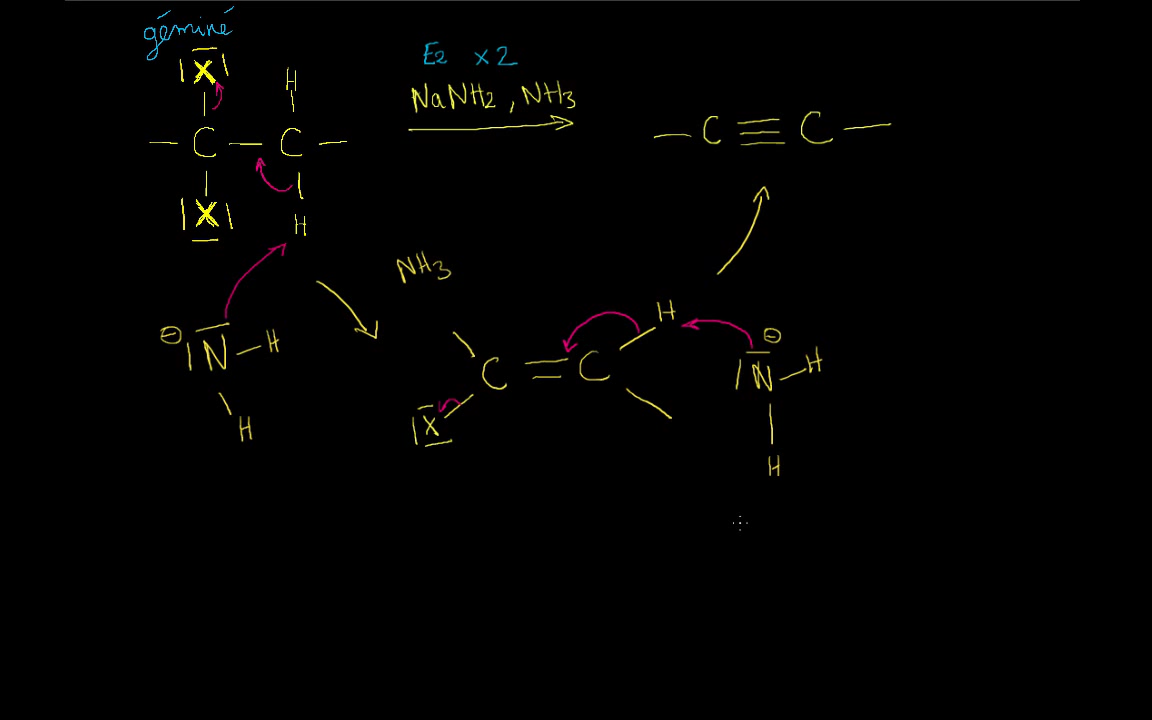 géminé
E2 x2
NaNH2, NH3
|X| H
— C — C —
|X| H
— C ≡ C —
NH3
⊖ |N — H
H
C = C
|X
H
⊖
|N — H
H